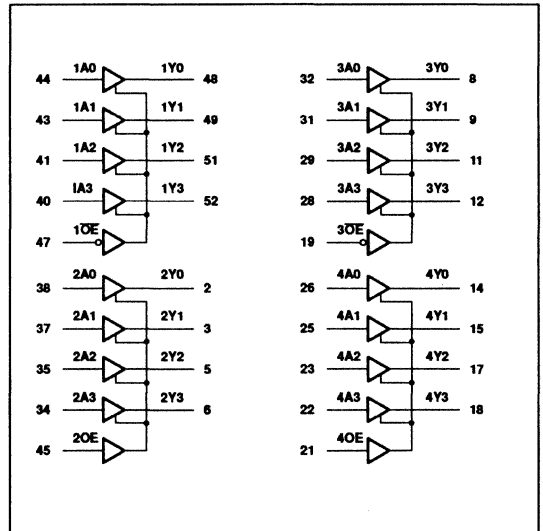 44 1A0 1Y0 48
43 1A1 1Y1 49
41 1A2 1Y2 51
40 IA3 1Y3 52
47 1O̅E̅
38 2A0 2Y0 2
37 2A1 2Y1 3
35 2A2 2Y2 5
34 2A3 2Y3 6
45 2OE
32 3A0 3Y0 8
31 3A1 3Y1 9
29 3A2 3Y2 11
28 3A3 3Y3 12
19 3O̅E̅
26 4A0 4Y0 14
25 4A1 4Y1 15
23 4A2 4Y2 17
22 4A3 4Y3 18
21 4OE